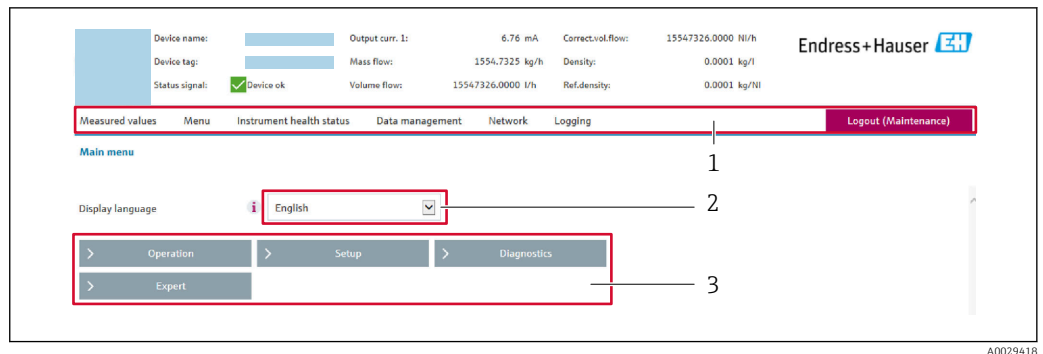 Device name: Output curr. 1: 6.76 mA Correct.vol.flow: 15547326.0000 Nl/h
Endress+Hauser EH
Device tag: Mass flow: 1554.7325 kg/h Density: 0.0001 kg/l
Status signal: Device ok Volume flow: 15547326.0000 l/h Ref.density: 0.0001 kg/Nl
Measured values Menu Instrument health status Data management Network Logging Logout (Maintenance)
1
Main menu
Display language i English 2
> Operation > Setup > Diagnostics
> Expert 3
A0029418